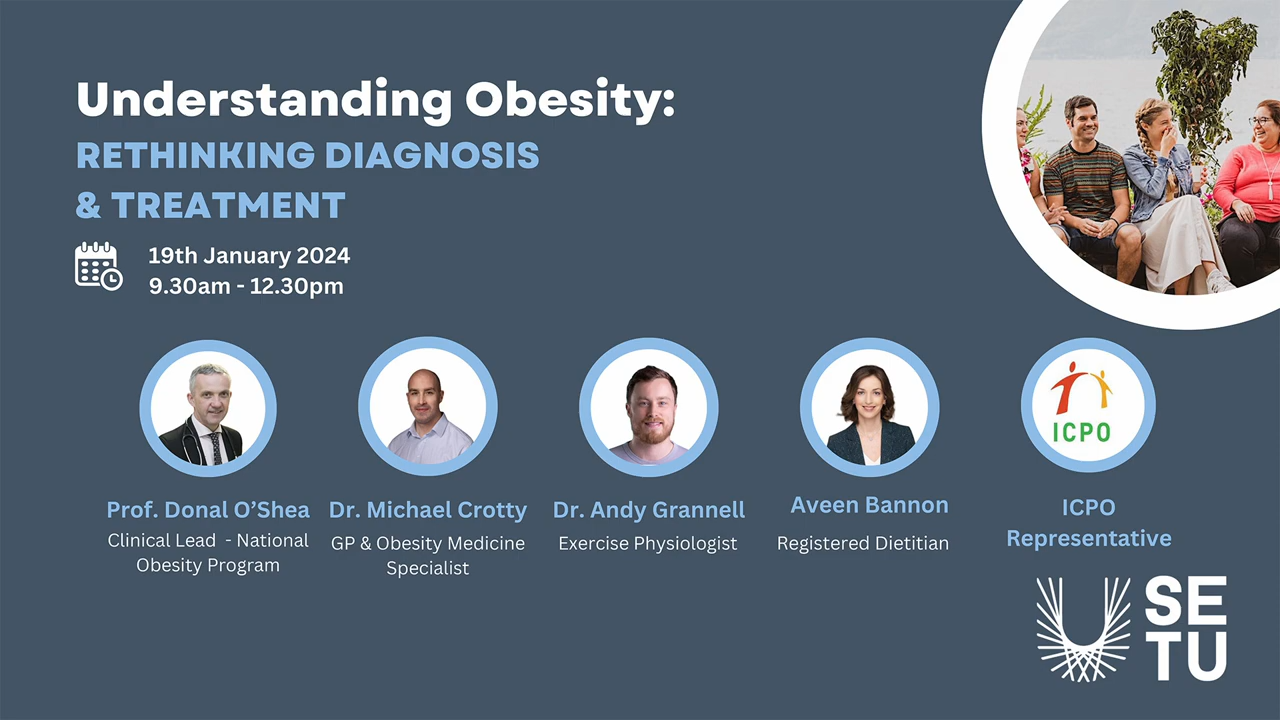 Understanding Obesity:
RETHINKING DIAGNOSIS
& TREATMENT
19th January 2024
9.30am - 12.30pm
ICPO
Prof. Donal O’Shea
Clinical Lead - National
Obesity Program
Dr. Michael Crotty
GP & Obesity Medicine
Specialist
Dr. Andy Grannell
Exercise Physiologist
Aveen Bannon
Registered Dietitian
ICPO
Representative
SE
TU